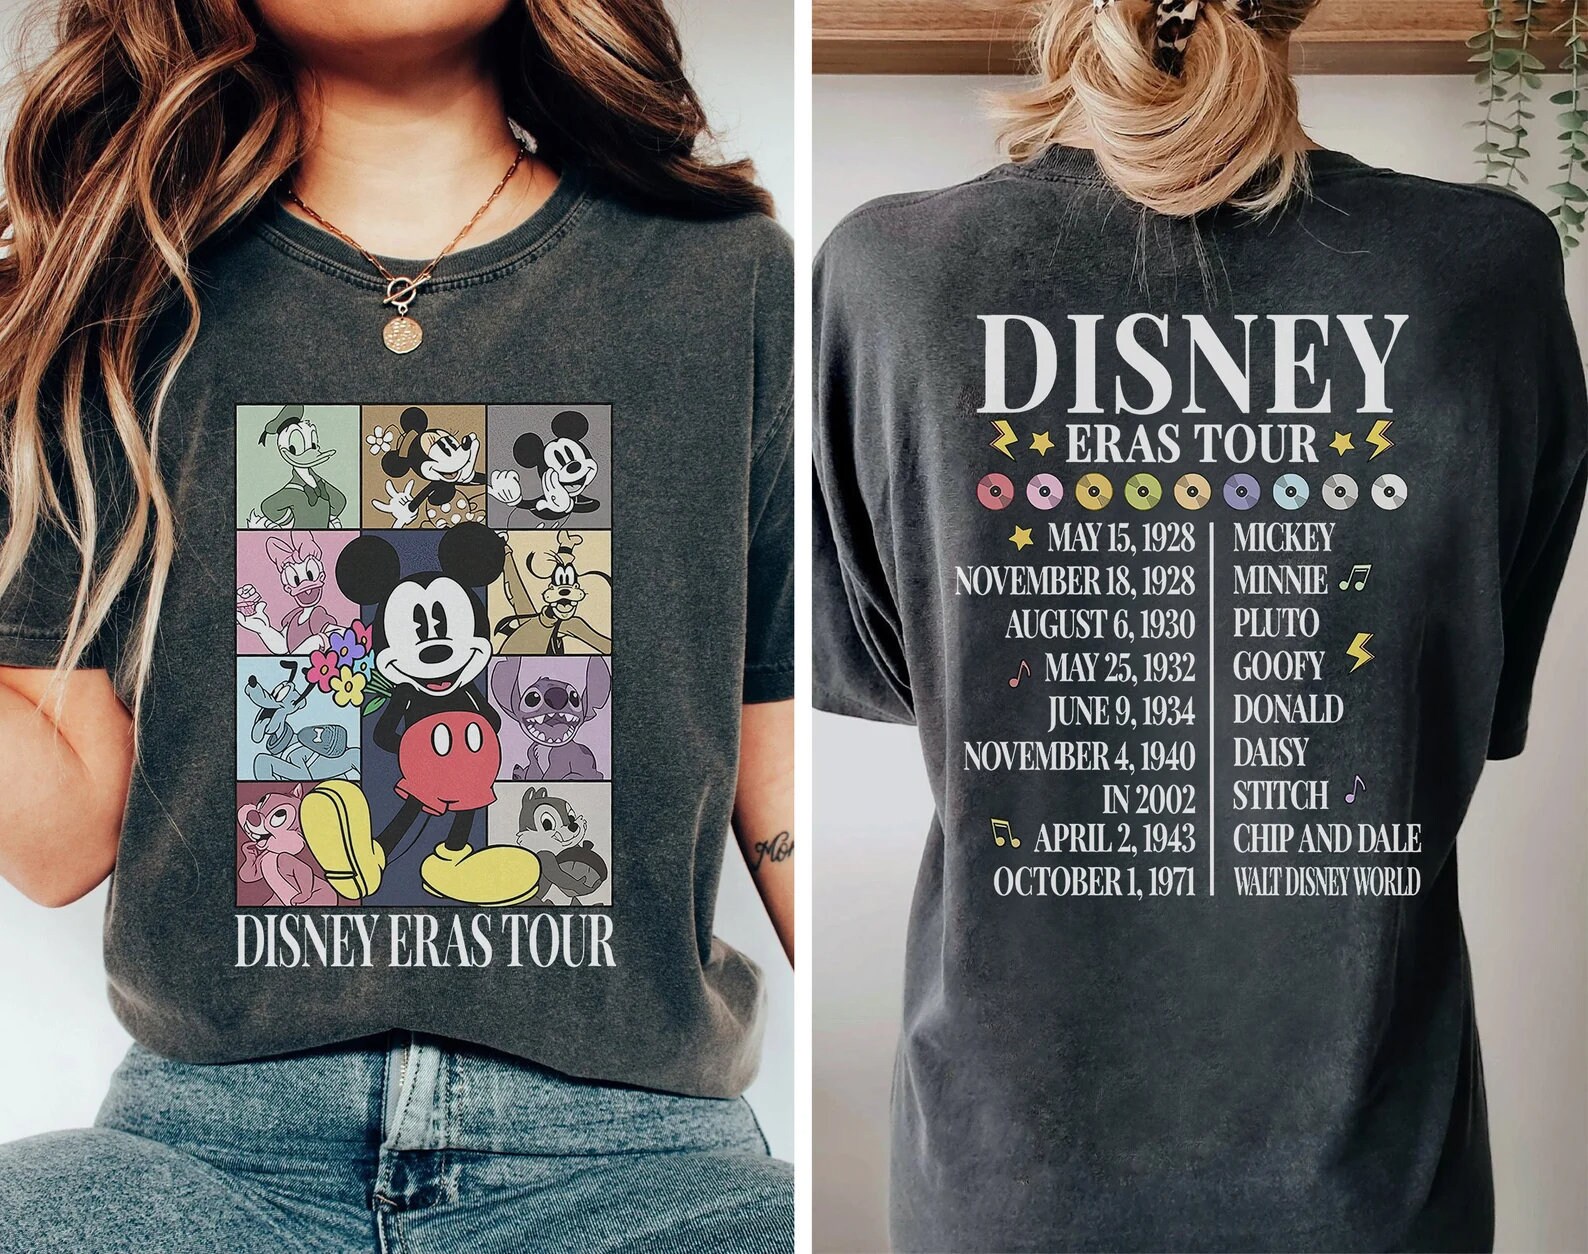 DISNEY ERAS TOUR
DISNEY
ERAS TOUR
MAY 15, 1928 MICKEY
NOVEMBER 18, 1928 MINNIE
AUGUST 6, 1930 PLUTO
MAY 25, 1932 GOOFY
JUNE 9, 1934 DONALD
NOVEMBER 4, 1940 DAISY
IN 2002 STITCH
APRIL 2, 1943 CHIP AND DALE
OCTOBER 1, 1971 WALT DISNEY WORLD